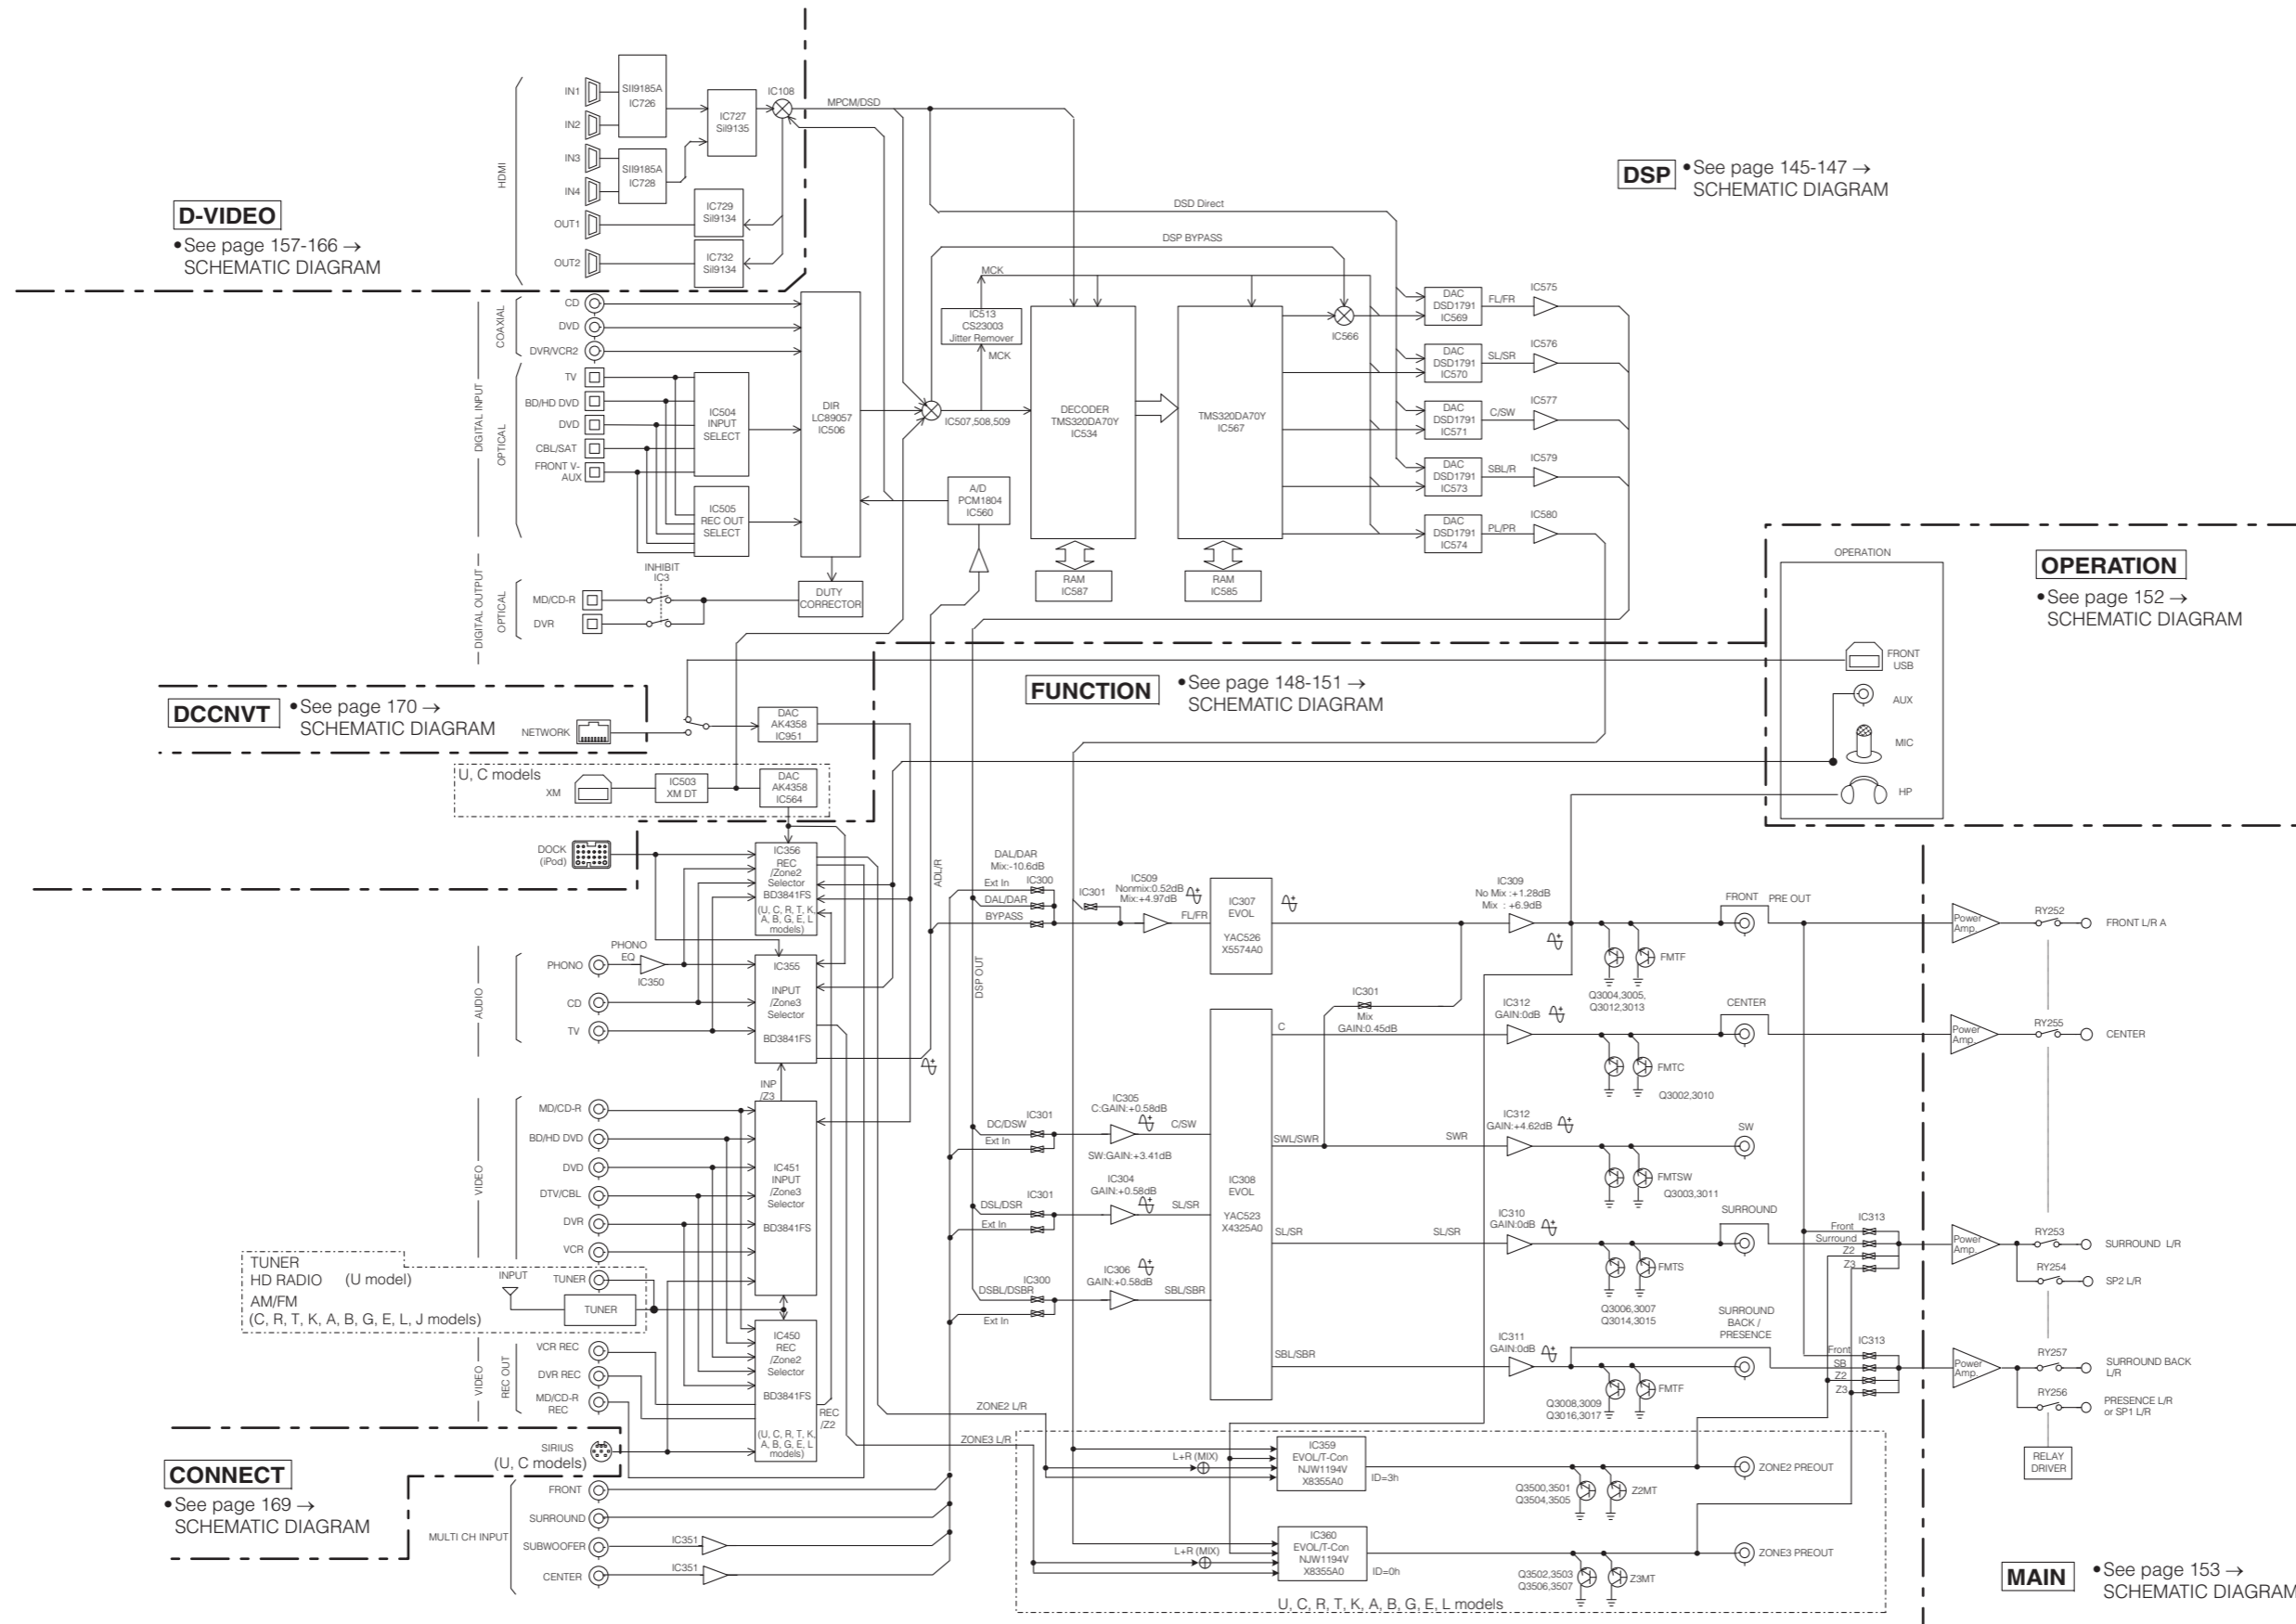 D-VIDEO
• See page 157-166 →
SCHEMATIC DIAGRAM
HDMI
IN1
IN2
IN3
IN4
OUT1
OUT2
SII9185A
IC726
SII9185A
IC728
IC727
SiI9135
IC729
SiI9134
IC732
SiI9134
IC108
MPCM/DSD
DSP
• See page 145-147 →
SCHEMATIC DIAGRAM
DSD Direct
DSP BYPASS
MCK
DIGITAL INPUT
COAXIAL
CD
DVD
DVR/VCR2
OPTICAL
TV
BD/HD DVD
DVD
CBL/SAT
FRONT V-
AUX
IC504
INPUT
SELECT
IC505
REC OUT
SELECT
DIR
LC89057
IC506
DIGITAL OUTPUT
OPTICAL
MD/CD-R
DVR
INHIBIT
IC3
DUTY
CORRECTOR
IC513
CS23003
Jitter Remover
MCK
IC507,508,509
A/D
PCM1804
IC560
DECODER
TMS320DA70Y
IC534
TMS320DA70Y
IC567
RAM
IC587
RAM
IC585
IC566
DAC
DSD1791
IC569
FL/FR
IC575
DAC
DSD1791
IC570
SL/SR
IC576
DAC
DSD1791
IC571
C/SW
IC577
DAC
DSD1791
IC573
SBL/R
IC579
DAC
DSD1791
IC574
PL/PR
IC580
OPERATION
OPERATION
• See page 152 →
SCHEMATIC DIAGRAM
FRONT
USB
AUX
MIC
HP
DCCNVT
• See page 170 →
SCHEMATIC DIAGRAM
NETWORK
DAC
AK4358
IC951
FUNCTION
• See page 148-151 →
SCHEMATIC DIAGRAM
U, C models
XM
IC503
XM DT
DAC
AK4358
IC564
DOCK
(iPod)
IC356
REC
/Zone2
Selector
BD3841FS
(U, C, R, T, K,
A, B, G, E, L
models)
ADL/R
AUDIO
PHONO
PHONO
EQ
IC350
CD
TV
IC355
INPUT
/Zone3
Selector
BD3841FS
INP
/Z3
VIDEO
MD/CD-R
BD/HD DVD
DVD
DTV/CBL
DVR
VCR
IC451
INPUT
/Zone3
Selector
BD3841FS
TUNER
HD RADIO (U model)
AM/FM
(C, R, T, K, A, B, G, E, L, J models)
INPUT
TUNER
TUNER
VIDEO
REC OUT
VCR REC
DVR REC
MD/CD-R
REC
IC450
REC
/Zone2
Selector
BD3841FS
(U, C, R, T, K,
A, B, G, E, L
models)
REC
/Z2
SIRIUS
(U, C models)
CONNECT
• See page 169 →
SCHEMATIC DIAGRAM
MULTI CH INPUT
FRONT
SURROUND
SUBWOOFER
CENTER
IC351
IC351
DSP OUT
DAL/DAR
Mix:-10.6dB
Ext In
IC300
DAL/DAR
BYPASS
IC301
IC509
Nonmix:0.52dB
Mix:+4.97dB
FL/FR
IC307
EVOL
YAC526
X5574A0
IC309
No Mix :+1.28dB
Mix : +6.9dB
FRONT
PRE OUT
FMTF
Q3004,3005,
Q3012,3013
IC301
Mix
GAIN:0.45dB
C
IC312
GAIN:0dB
CENTER
FMTC
Q3002,3010
DC/DSW
IC301
Ext In
IC305
C:GAIN:+0.58dB
C/SW
SW:GAIN:+3.41dB
SWL/SWR
SWR
IC312
GAIN:+4.62dB
SW
FMTSW
Q3003,3011
DSL/DSR
IC301
Ext In
IC304
GAIN:+0.58dB
SL/SR
IC308
EVOL
YAC523
X4325A0
SL/SR
SL/SR
IC310
GAIN:0dB
SURROUND
FMTS
Q3006,3007
Q3014,3015
DSBL/DSBR
IC300
Ext In
IC306
GAIN:+0.58dB
SBL/SBR
SBL/SBR
IC311
GAIN:0dB
SURROUND
BACK /
PRESENCE
FMTF
Q3008,3009
Q3016,3017
IC313
Front
Surround
Z2
Z3
IC313
Front
SB
Z2
Z3
Power
Amp.
RY252
FRONT L/R A
Power
Amp.
RY255
CENTER
Power
Amp.
RY253
SURROUND L/R
RY254
SP2 L/R
Power
Amp.
RY257
SURROUND BACK
L/R
RY256
PRESENCE L/R
or SP1 L/R
RELAY
DRIVER
ZONE2 L/R
ZONE3 L/R
L+R (MIX)
IC359
EVOL/T-Con
NJW1194V
X8355A0
ID=3h
Q3500,3501
Q3504,3505
Z2MT
ZONE2 PREOUT
L+R (MIX)
IC360
EVOL/T-Con
NJW1194V
X8355A0
ID=0h
Q3502,3503
Q3506,3507
Z3MT
ZONE3 PREOUT
U, C, R, T, K, A, B, G, E, L models
MAIN
• See page 153 →
SCHEMATIC DIAGRAM